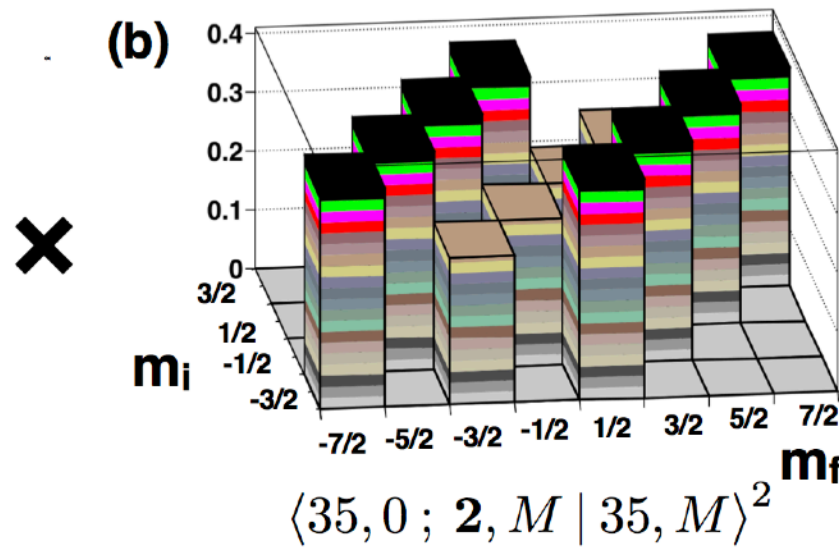 (b)
0.4
0.3
0.2
0.1
0
3/2
1/2
-1/2
-3/2
m_i
-7/2 -5/2 -3/2 -1/2 1/2 3/2 5/2 7/2
m_f
⟨35, 0 ; 2, M | 35, M⟩²